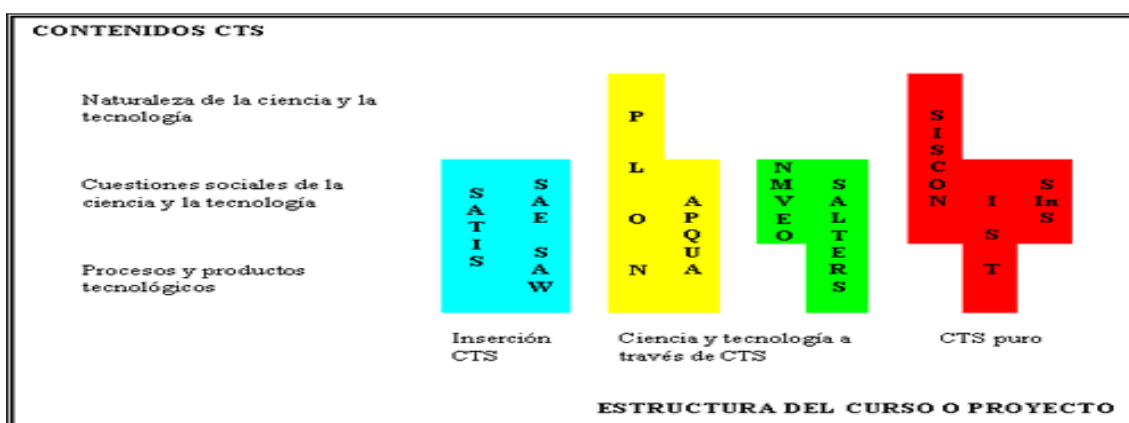 CONTENIDOS CTS
Naturaleza de la ciencia y la
tecnología
Cuestiones sociales de la
ciencia y la tecnología
Procesos y productos
tecnológicos
SATIS
SAE SAW
PLON
APQUA
NMVEO
SALTERS
SISCON
IST
SInS
Inserción
CTS
Ciencia y tecnología a
través de CTS
CTS puro
ESTRUCTURA DEL CURSO O PROYECTO